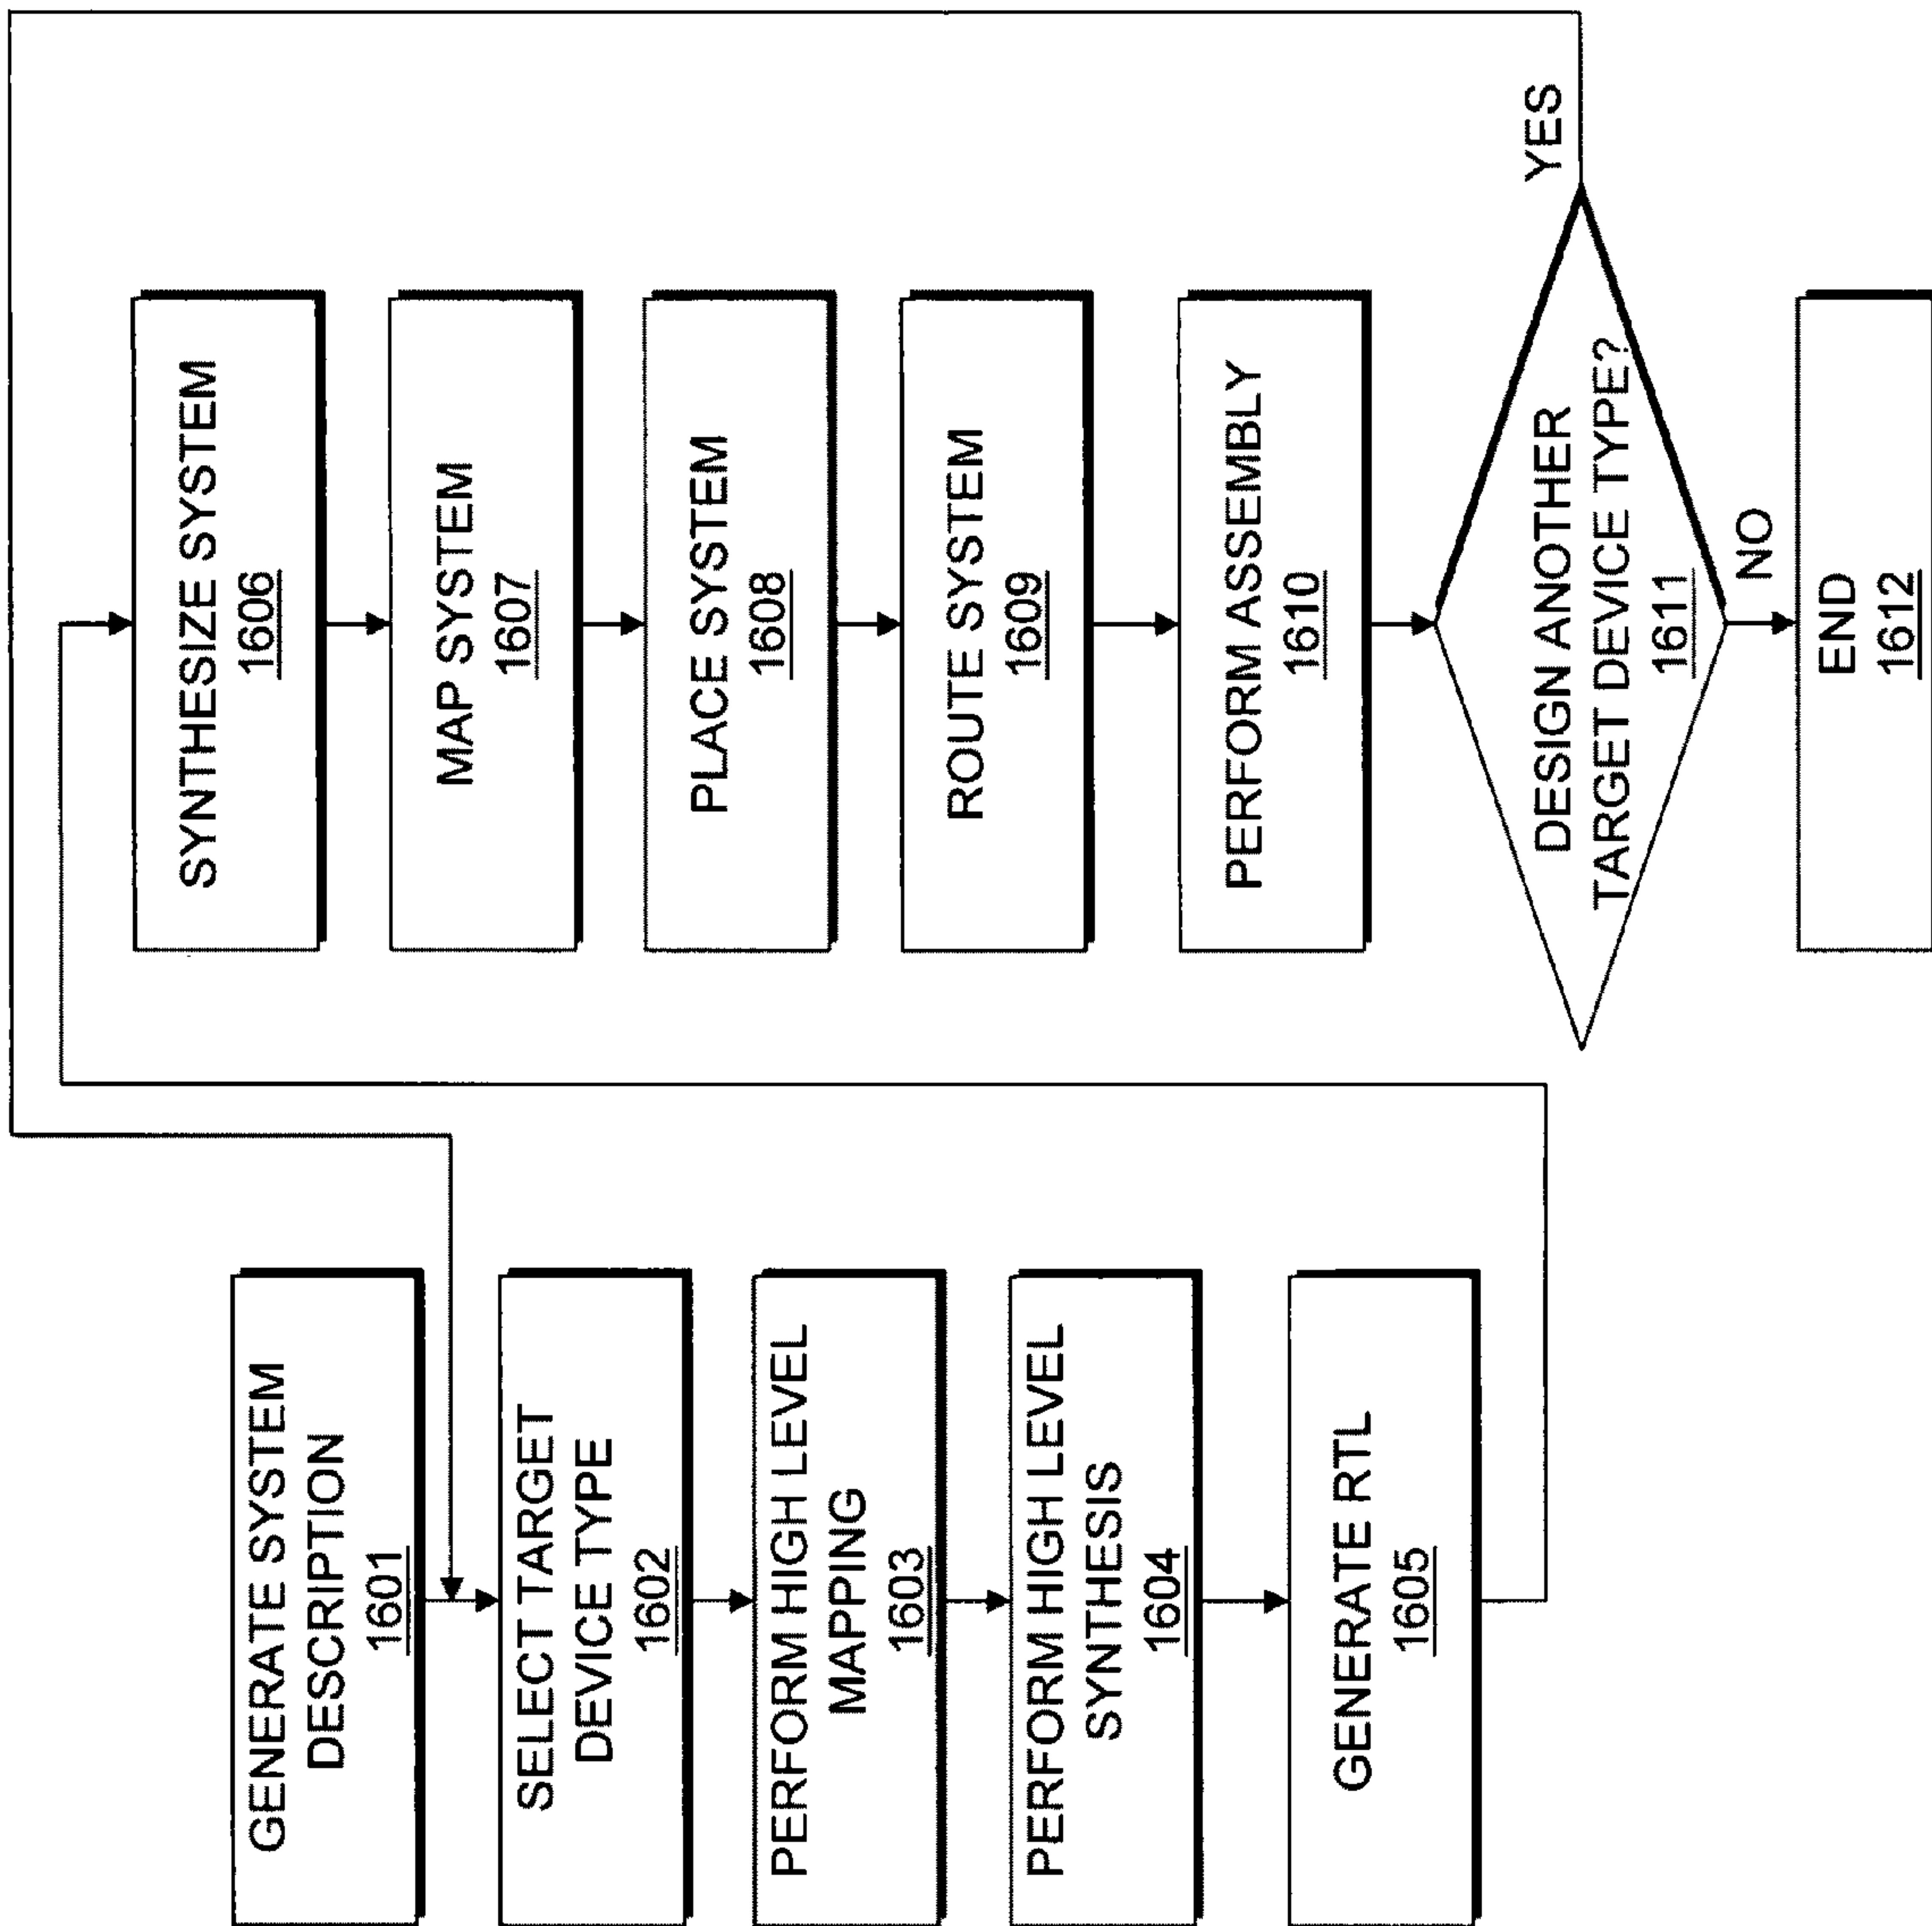 GENERATE SYSTEM
DESCRIPTION
1601
SELECT TARGET
DEVICE TYPE
1602
PERFORM HIGH LEVEL
MAPPING
1603
PERFORM HIGH LEVEL
SYNTHESIS
1604
GENERATE RTL
1605
SYNTHESIZE SYSTEM
1606
MAP SYSTEM
1607
PLACE SYSTEM
1608
ROUTE SYSTEM
1609
PERFORM ASSEMBLY
1610
DESIGN ANOTHER
TARGET DEVICE TYPE?
1611
YES
NO
END
1612